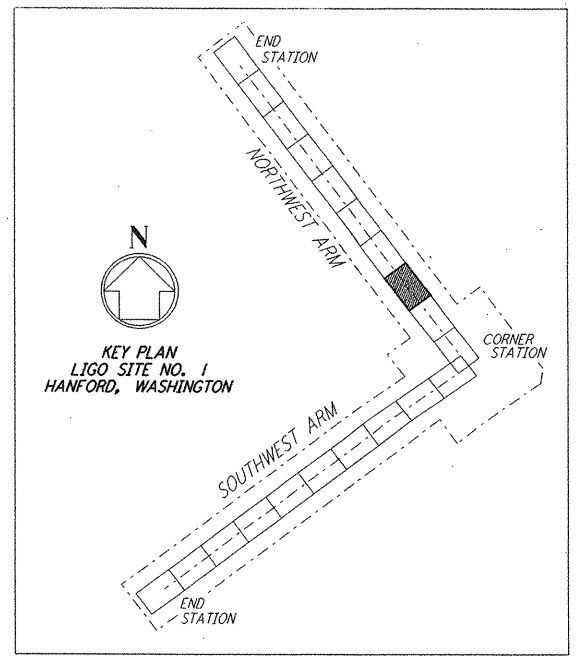 END
STATION
NORTHWEST ARM
N
KEY PLAN
LIGO SITE NO. 1
HANFORD, WASHINGTON
CORNER
STATION
SOUTHWEST ARM
END
STATION